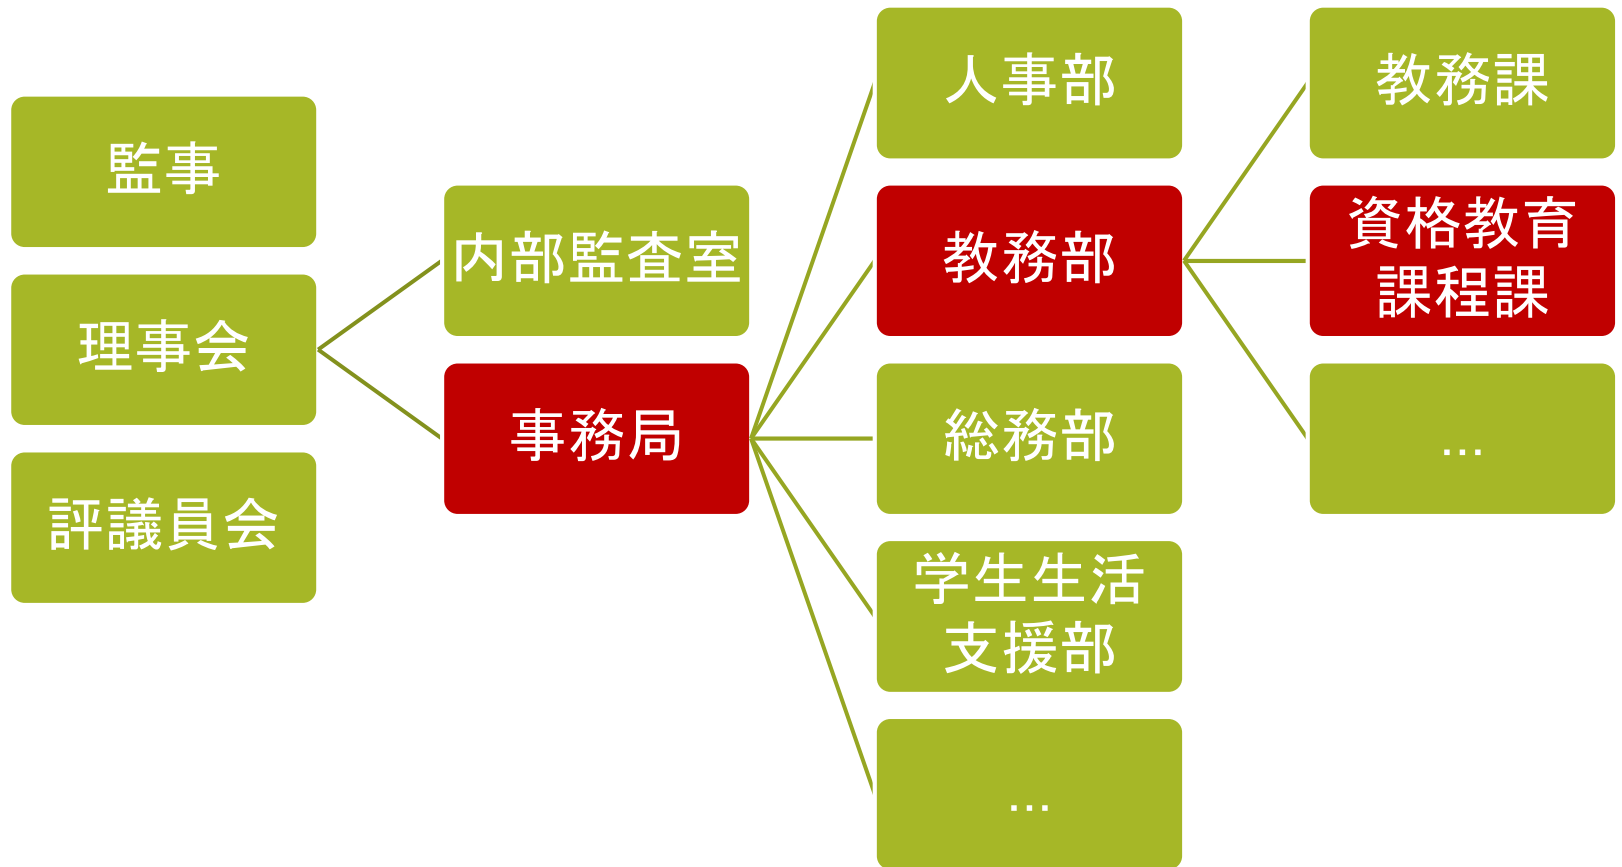 監事
理事会
評議員会
内部監査室
事務局
人事部
教務部
総務部
学生生活
支援部
…
教務課
資格教育
課程課
…